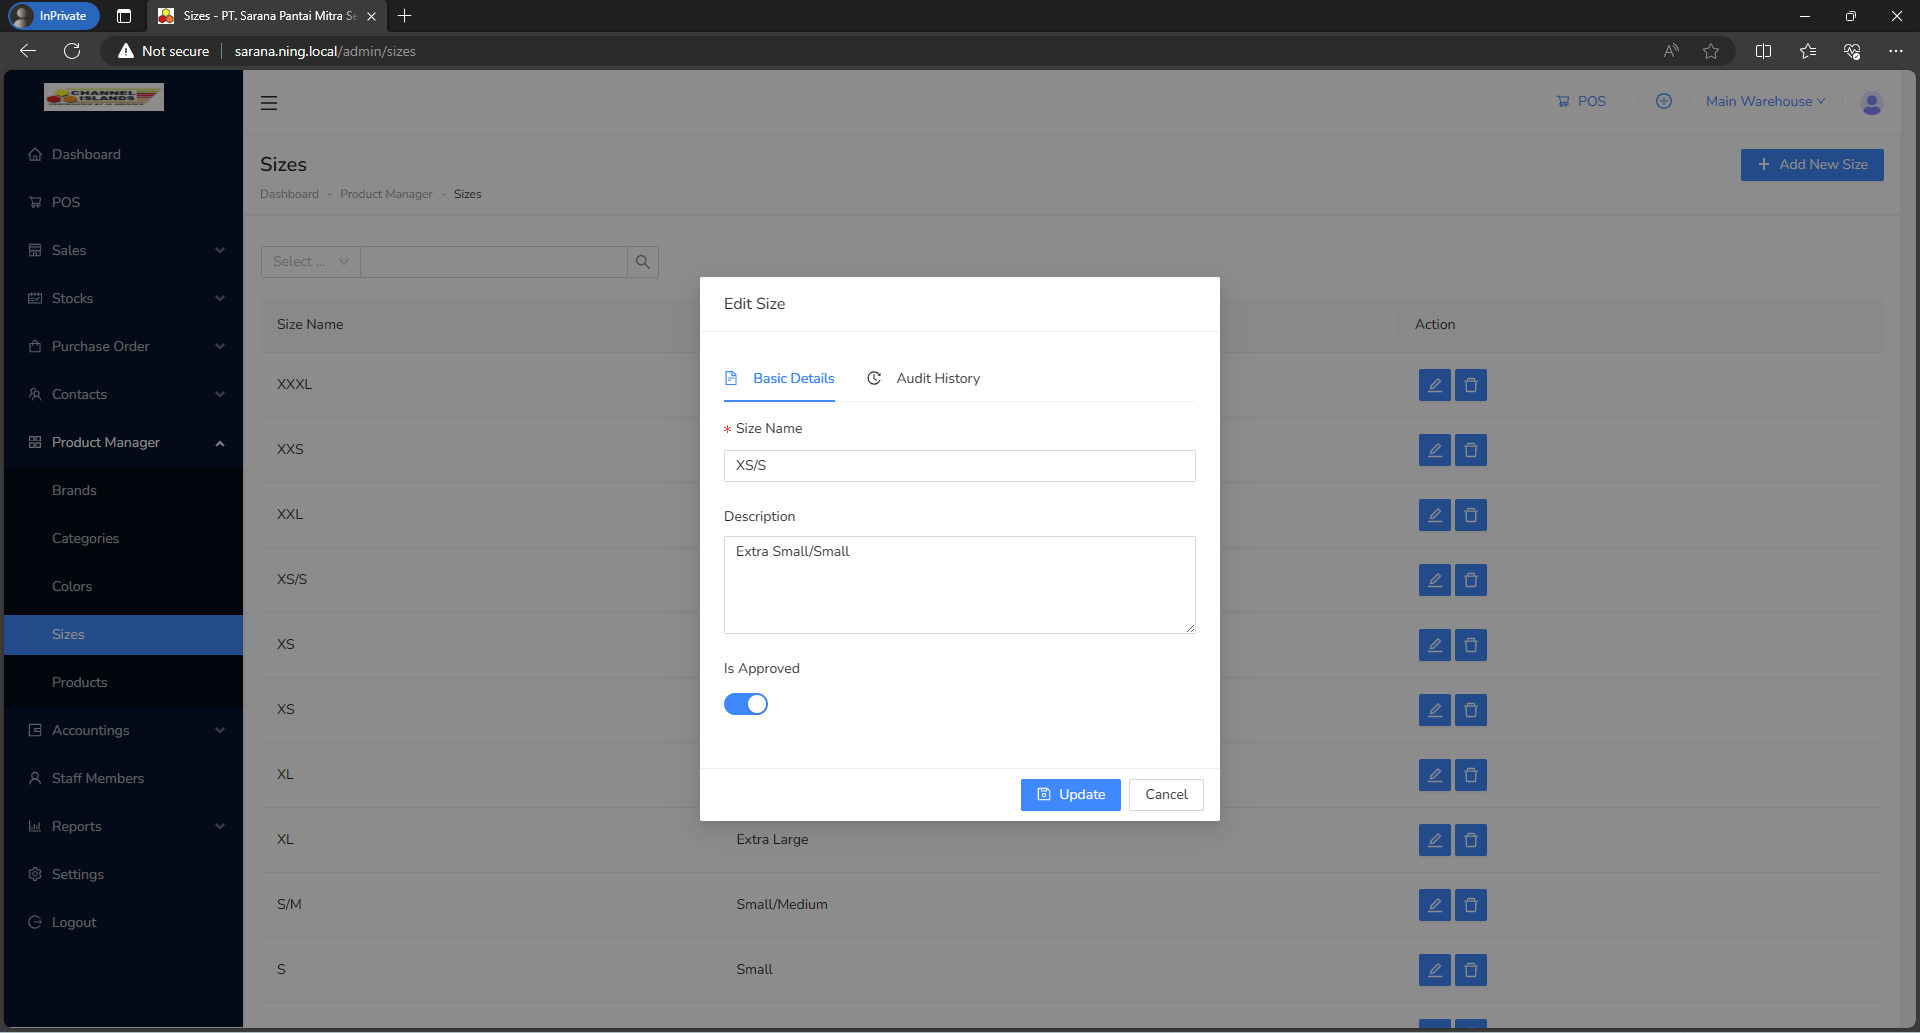 InPrivate
Sizes - PT. Sarana Pantai Mitra Se
Not secure
sarana.ning.local/admin/sizes
CHANNEL
ISLANDS
POS
Main Warehouse
Dashboard
POS
Sales
Stocks
Purchase Order
Contacts
Product Manager
Brands
Categories
Colors
Sizes
Products
Accountings
Staff Members
Reports
Settings
Logout
Sizes
Dashboard - Product Manager - Sizes
Add New Size
Select ...
Size Name
Action
XXXL
XXS
XXL
XS/S
XS
XS
XL
XL Extra Large
S/M Small/Medium
S Small
Edit Size
Basic Details
Audit History
* Size Name
XS/S
Description
Extra Small/Small
Is Approved
Update
Cancel